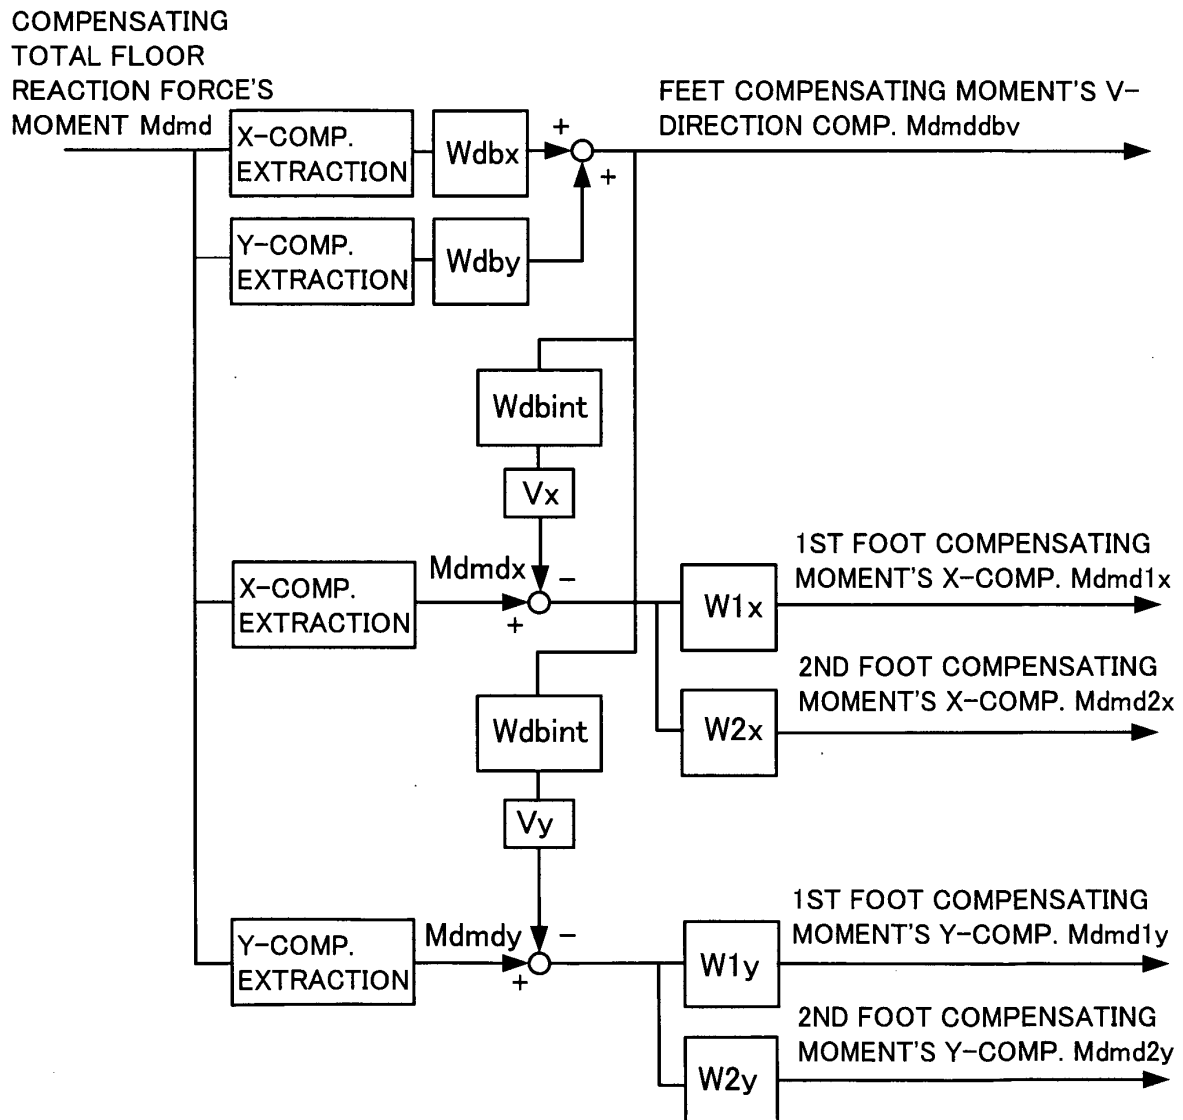 COMPENSATING
TOTAL FLOOR
REACTION FORCE'S
MOMENT Mdmd
X-COMP.
EXTRACTION
Wdbx
+
+
FEET COMPENSATING MOMENT'S V-
DIRECTION COMP. Mdmddbv
Y-COMP.
EXTRACTION
Wdby
Wdbint
Vx
X-COMP.
EXTRACTION
Mdmdx
−
+
W1x
1ST FOOT COMPENSATING
MOMENT'S X-COMP. Mdmd1x
W2x
2ND FOOT COMPENSATING
MOMENT'S X-COMP. Mdmd2x
Wdbint
Vy
Y-COMP.
EXTRACTION
Mdmdy
−
+
W1y
1ST FOOT COMPENSATING
MOMENT'S Y-COMP. Mdmd1y
W2y
2ND FOOT COMPENSATING
MOMENT'S Y-COMP. Mdmd2y